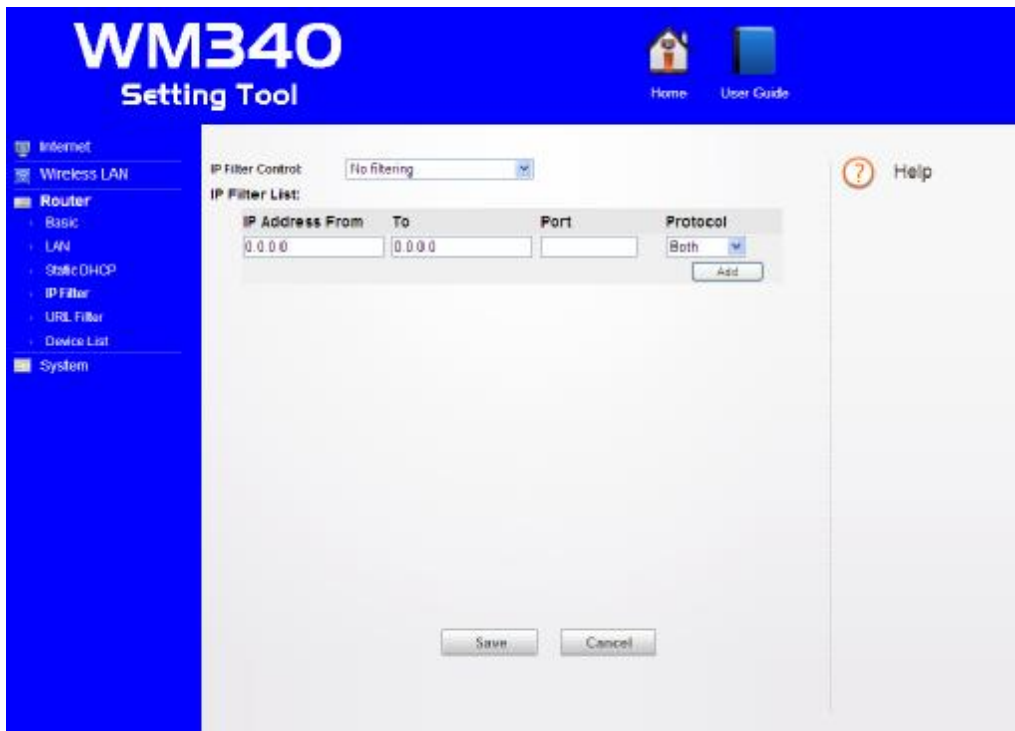 WM340
Setting Tool
Home
User Guide
Internet
Wireless LAN
Router
Basic
LAN
Static DHCP
IP Filter
URL Filter
Device List
System
IP Filter Control:
No filtering
IP Filter List:
IP Address From To Port Protocol
0.0.0.0 0.0.0.0 Both
Add
Save Cancel
? Help